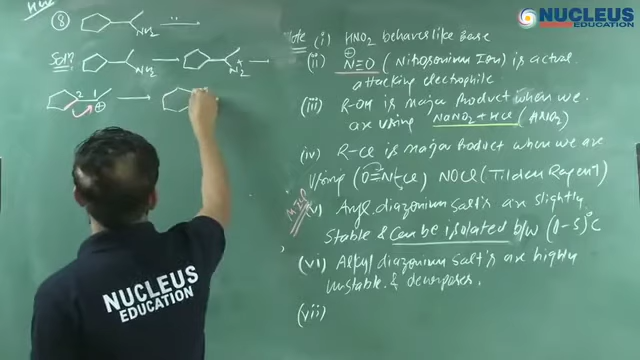 NUCLEUS
EDUCATION
HW
⑧ NH2
Note (i) HNO2 behaves like Base
Soln NH2 → N2+ →
(ii) N≡O (Nitrosonium Ion) is actual
attacking electrophile
2 1 ⊕ →
(iii) R-OH is major Product when we
are using NaNO2 + HCl (HNO2)
(iv) R-Cl is major Product when we are
Using (O=N-Cl) NOCl (Tilden Reagent)
M.Imp
(v) Aryl diazonium Salt's are slightly
Stable & Can be isolated b/w (0-5)°C
(vi) Alkyl diazonium Salt's are highly
unstable & decomposes.
(vii)
NUCLEUS
EDUCATION